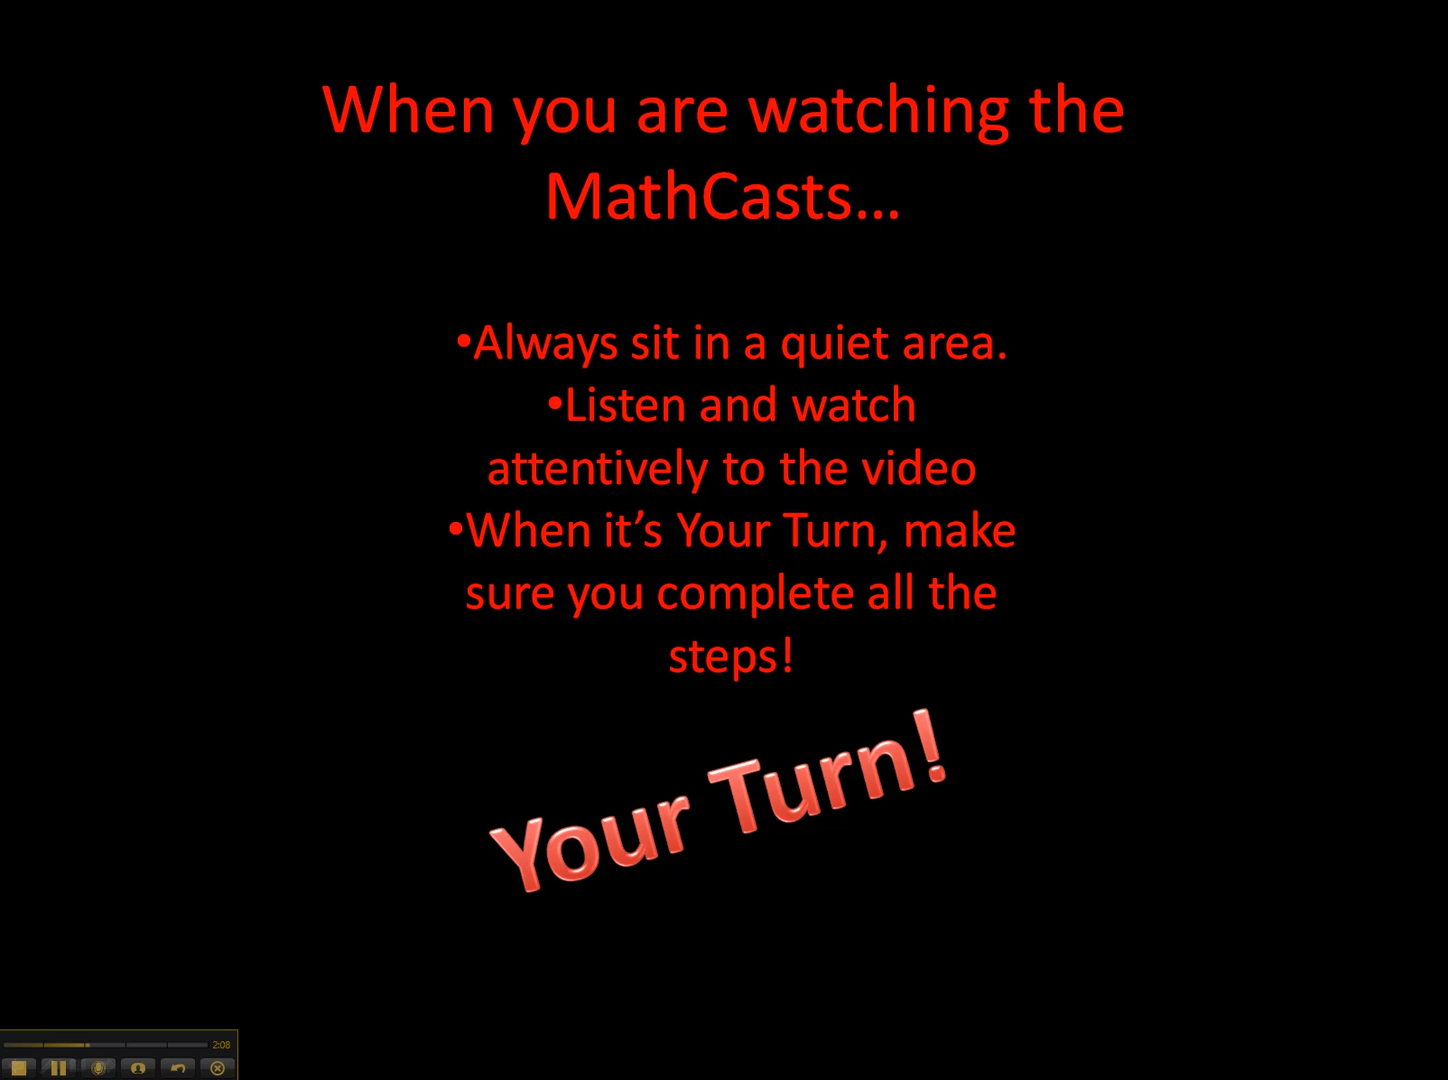 When you are watching the
MathCasts…
•Always sit in a quiet area.
•Listen and watch
attentively to the video
•When it’s Your Turn, make
sure you complete all the
steps!
Your Turn!
2:08